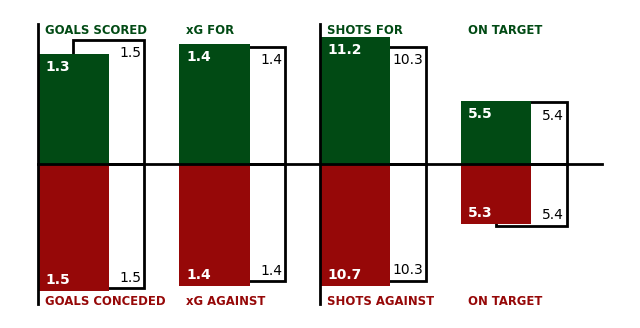 GOALS SCORED xG FOR SHOTS FOR ON TARGET
1.3 1.5 1.4 1.4 11.2 10.3 5.5 5.4
1.5 1.5 1.4 1.4 10.7 10.3 5.3 5.4
GOALS CONCEDED xG AGAINST SHOTS AGAINST ON TARGET